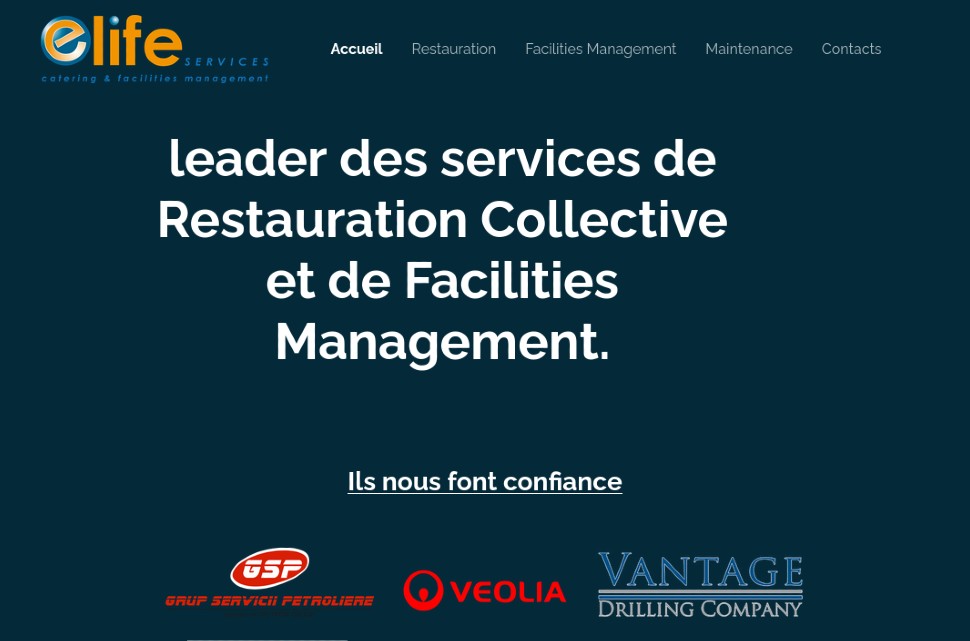 elife
SERVICES
catering & facilities management
Accueil Restauration Facilities Management Maintenance Contacts
leader des services de
Restauration Collective
et de Facilities
Management.
Ils nous font confiance
GSP
GRUP SERVICII PETROLIERE
VEOLIA
VANTAGE
DRILLING COMPANY